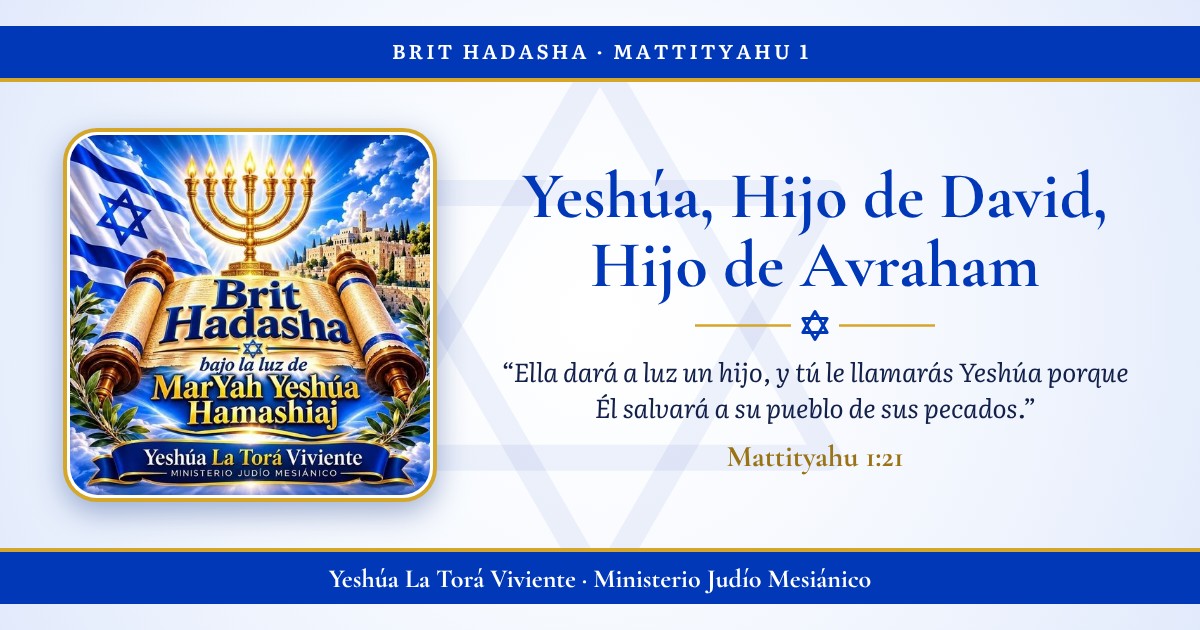 BRIT HADASHA · MATTITYAHU 1
Brit
Hadasha
bajo la luz de
MarYah Yeshúa
Hamashiaj
Yeshúa La Torá Viviente
MINISTERIO JUDÍO MESIÁNICO
Yeshúa, Hijo de David,
Hijo de Avraham
“Ella dará a luz un hijo, y tú le llamarás Yeshúa porque
Él salvará a su pueblo de sus pecados.”
Mattityahu 1:21
Yeshúa La Torá Viviente · Ministerio Judío Mesiánico